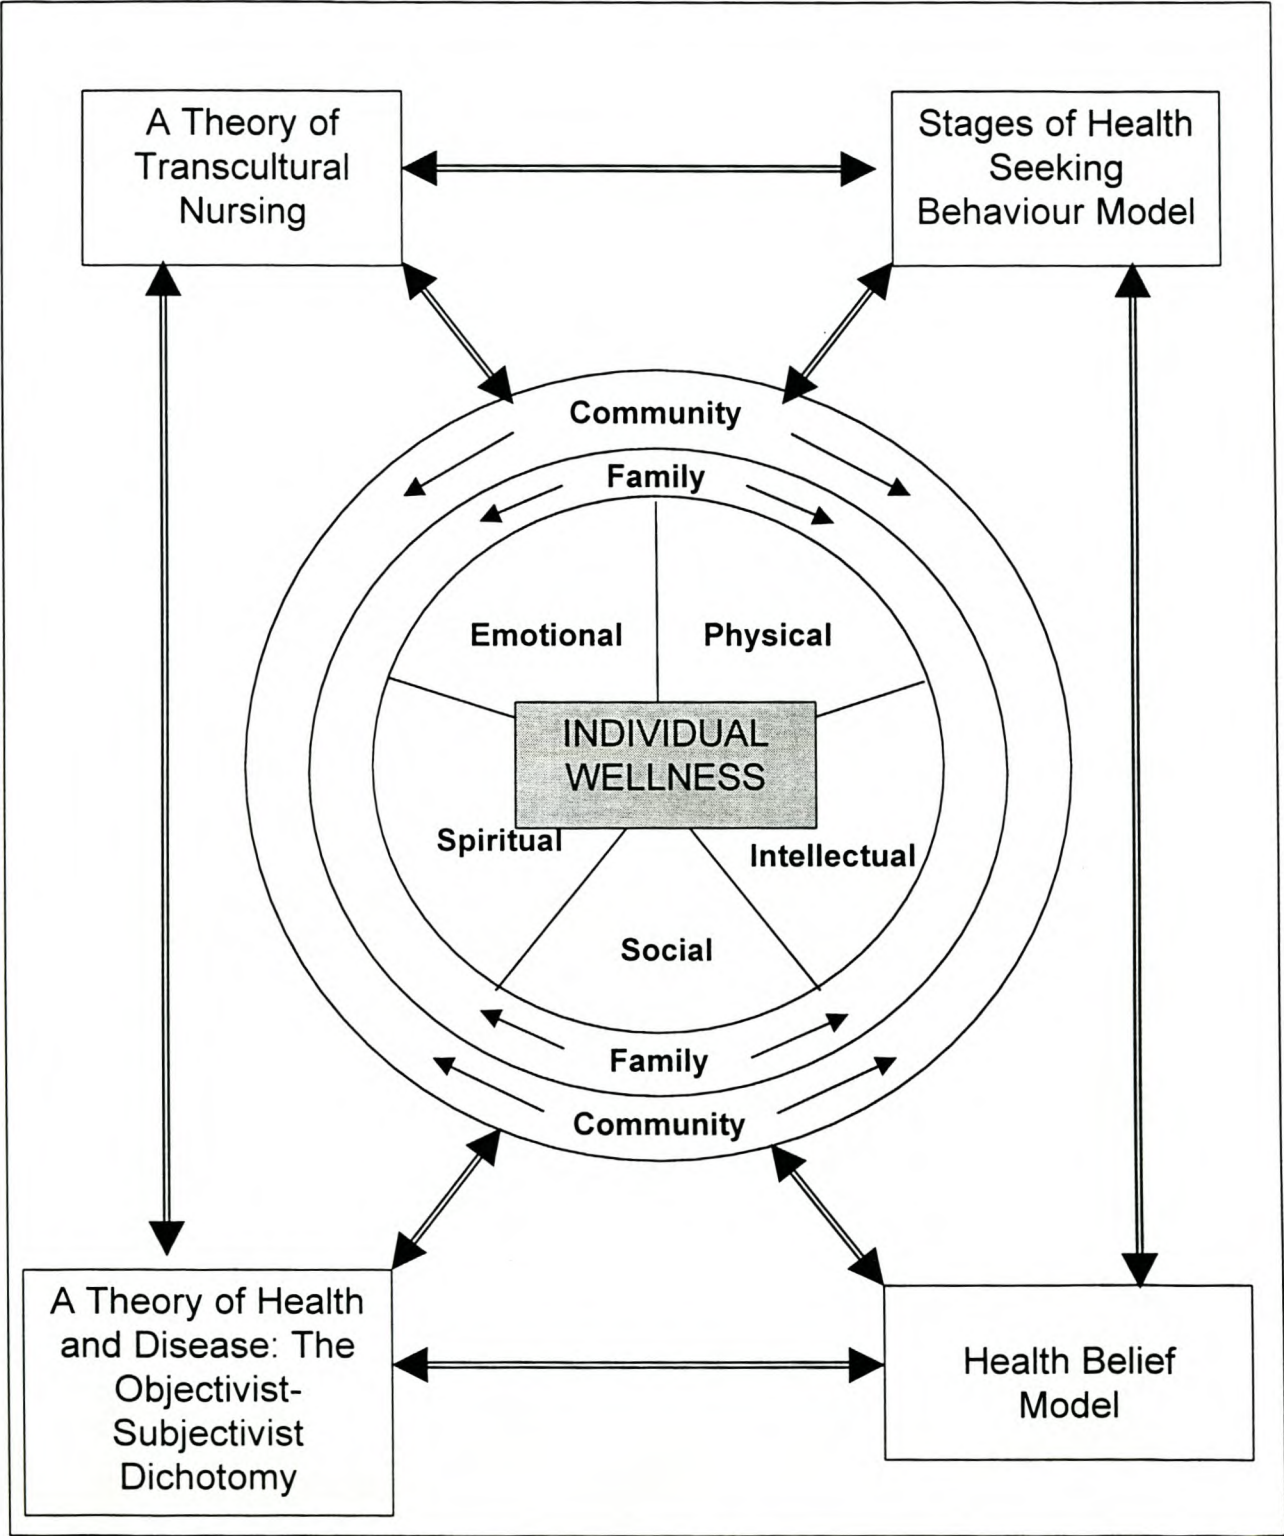 A Theory of
Transcultural
Nursing
Stages of Health
Seeking
Behaviour Model
Community
Family
Emotional
Physical
INDIVIDUAL
WELLNESS
Spiritual
Intellectual
Social
Family
Community
A Theory of Health
and Disease: The
Objectivist-
Subjectivist
Dichotomy
Health Belief
Model